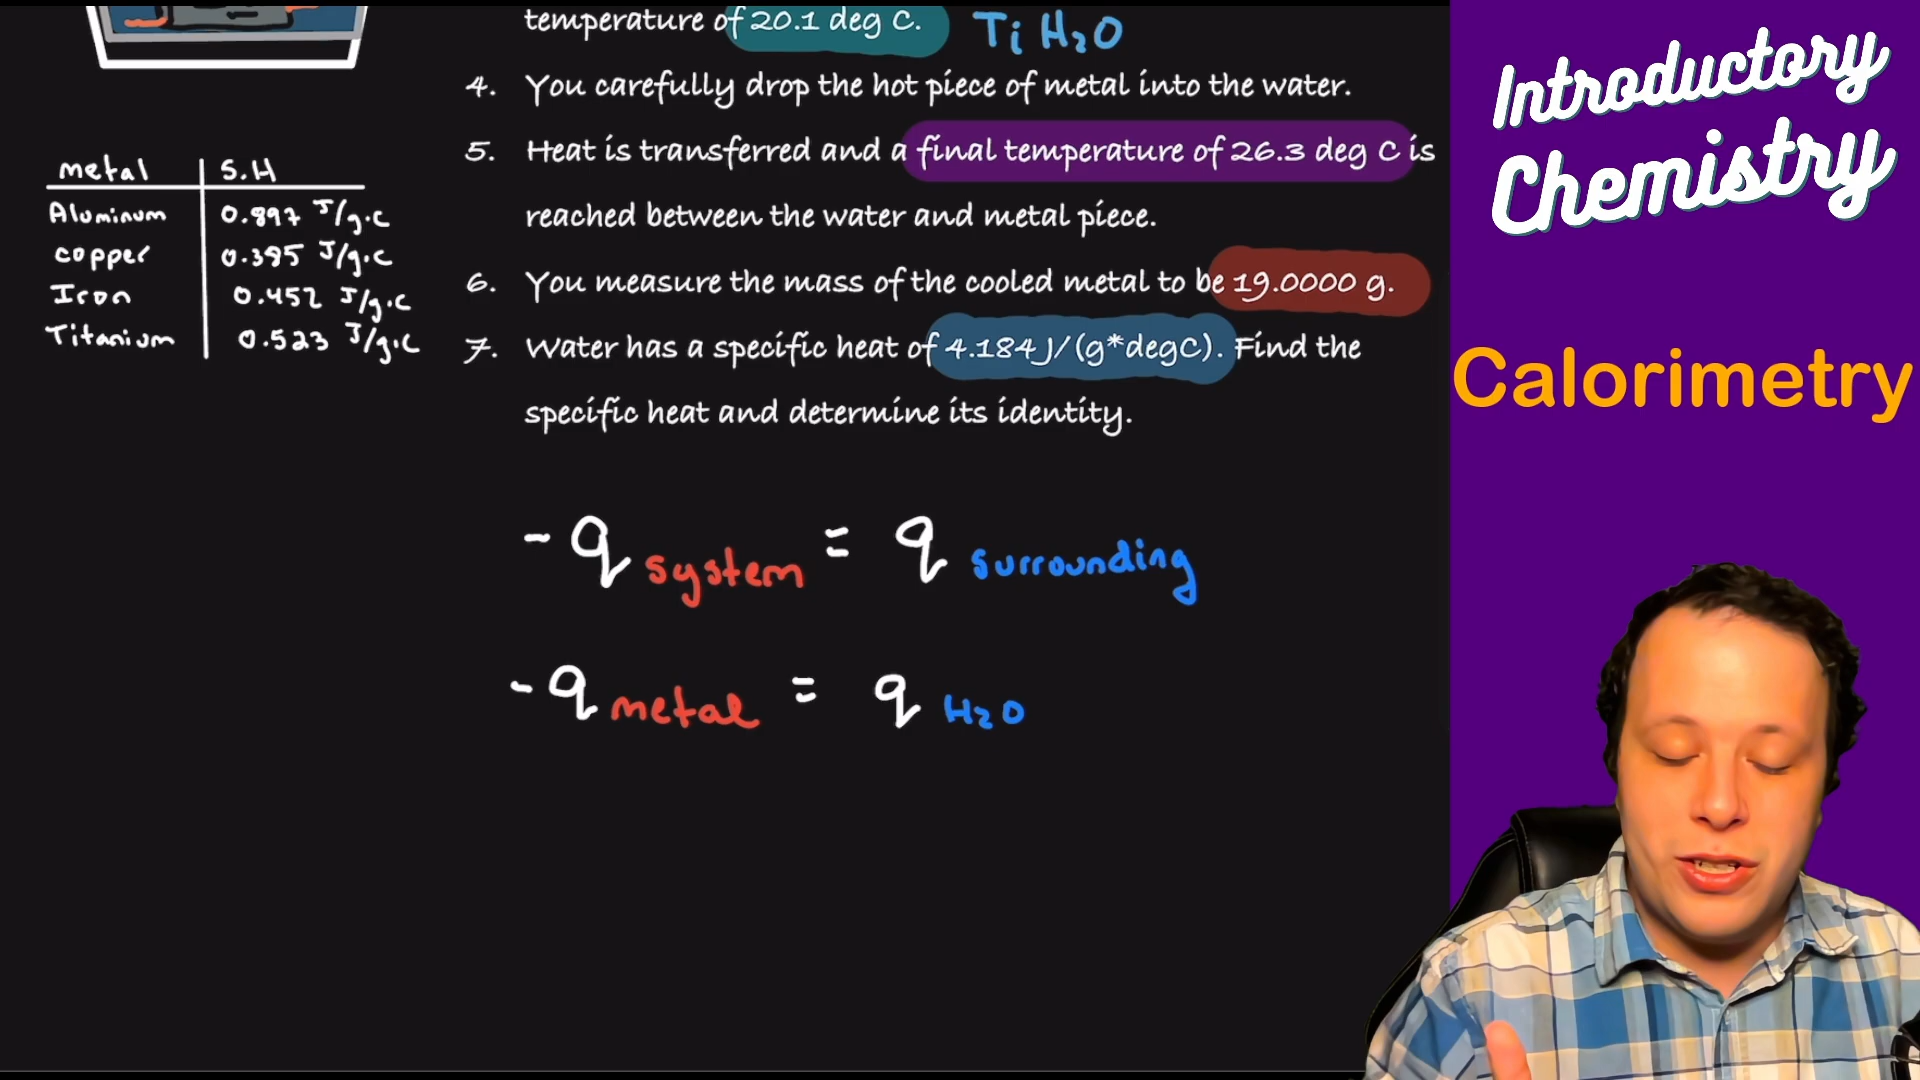 temperature of 20.1 deg C. Ti H2O
4. You carefully drop the hot piece of metal into the water.
5. Heat is transferred and a final temperature of 26.3 deg C is
reached between the water and metal piece.
6. You measure the mass of the cooled metal to be 19.0000 g.
7. Water has a specific heat of 4.184J/(g*degC). Find the
specific heat and determine its identity.
metal S.H
Aluminum 0.897 J/g.c
copper 0.385 J/g.c
Iron 0.452 J/g.c
Titanium 0.523 J/g.c
-q system = q surrounding
-q metal = q H2O
Introductory
Chemistry
Calorimetry